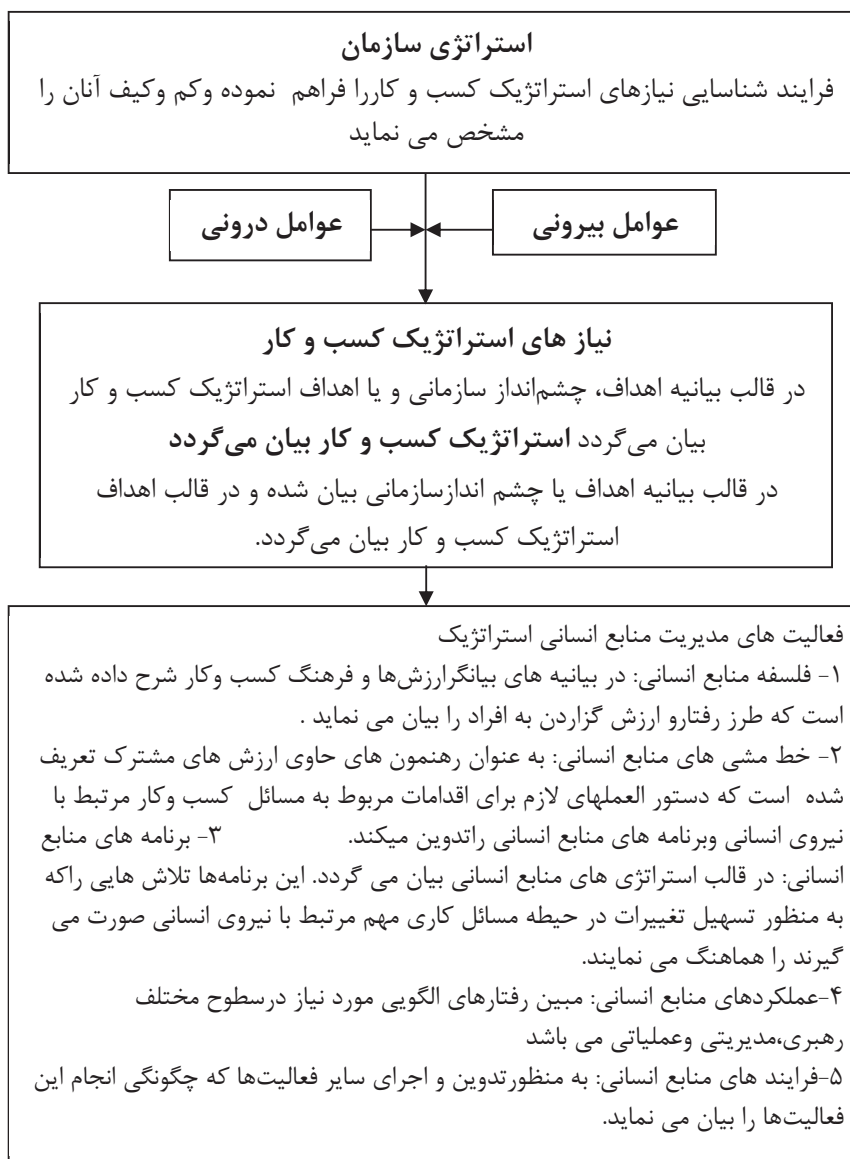 استراتژی سازمان
فرایند شناسایی نیازهای استراتژیک کسب و کاررا فراهم نموده وکم وکیف آنان را
مشخص می نماید
عوامل بیرونی
عوامل درونی
نیاز های استراتژیک کسب و کار
در قالب بیانیه اهداف، چشم‌انداز سازمانی و یا اهداف استراتژیک کسب و کار
بیان می‌گردد استراتژیک کسب و کار بیان می‌گردد
در قالب بیانیه اهداف یا چشم اندازسازمانی بیان شده و در قالب اهداف
استراتژیک کسب و کار بیان می‌گردد.
فعالیت های مدیریت منابع انسانی استراتژیک
۱- فلسفه منابع انسانی: در بیانیه های بیانگرارزش‌ها و فرهنگ کسب وکار شرح داده شده
است که طرز رفتارو ارزش گزاردن به افراد را بیان می نماید .
۲- خط مشی های منابع انسانی: به عنوان رهنمون های حاوی ارزش های مشترک تعریف
شده است که دستور العملهای لازم برای اقدامات مربوط به مسائل کسب وکار مرتبط با
نیروی انسانی وبرنامه های منابع انسانی راتدوین میکند. ۳- برنامه های منابع
انسانی: در قالب استراتژی های منابع انسانی بیان می گردد. این برنامه‌ها تلاش هایی راکه
به منظور تسهیل تغییرات در حیطه مسائل کاری مهم مرتبط با نیروی انسانی صورت می
گیرند را هماهنگ می نمایند.
۴-عملکردهای منابع انسانی: مبین رفتارهای الگویی مورد نیاز درسطوح مختلف
رهبری،مدیریتی وعملیاتی می باشد
۵-فرایند های منابع انسانی: به منظورتدوین و اجرای سایر فعالیت‌ها که چگونگی انجام این
فعالیت‌ها را بیان می نماید.